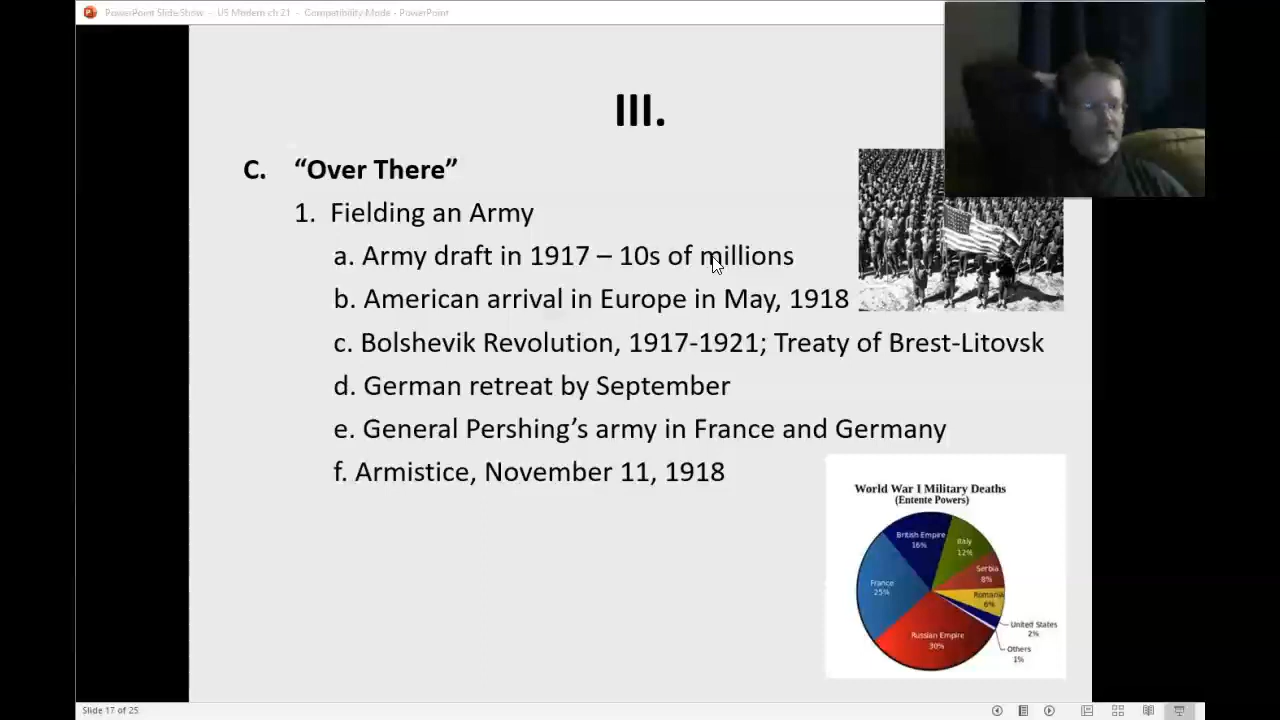 PowerPoint Slide Show - US Modern ch 21 - Compatibility Mode - PowerPoint
III.
C. “Over There”
1. Fielding an Army
a. Army draft in 1917 – 10s of millions
b. American arrival in Europe in May, 1918
c. Bolshevik Revolution, 1917-1921; Treaty of Brest-Litovsk
d. German retreat by September
e. General Pershing’s army in France and Germany
f. Armistice, November 11, 1918
World War I Military Deaths
(Entente Powers)
British Empire
16%
Italy
12%
Serbia
8%
France
25%
Romania
6%
United States
2%
Russian Empire
30%
Others
1%
Slide 17 of 25